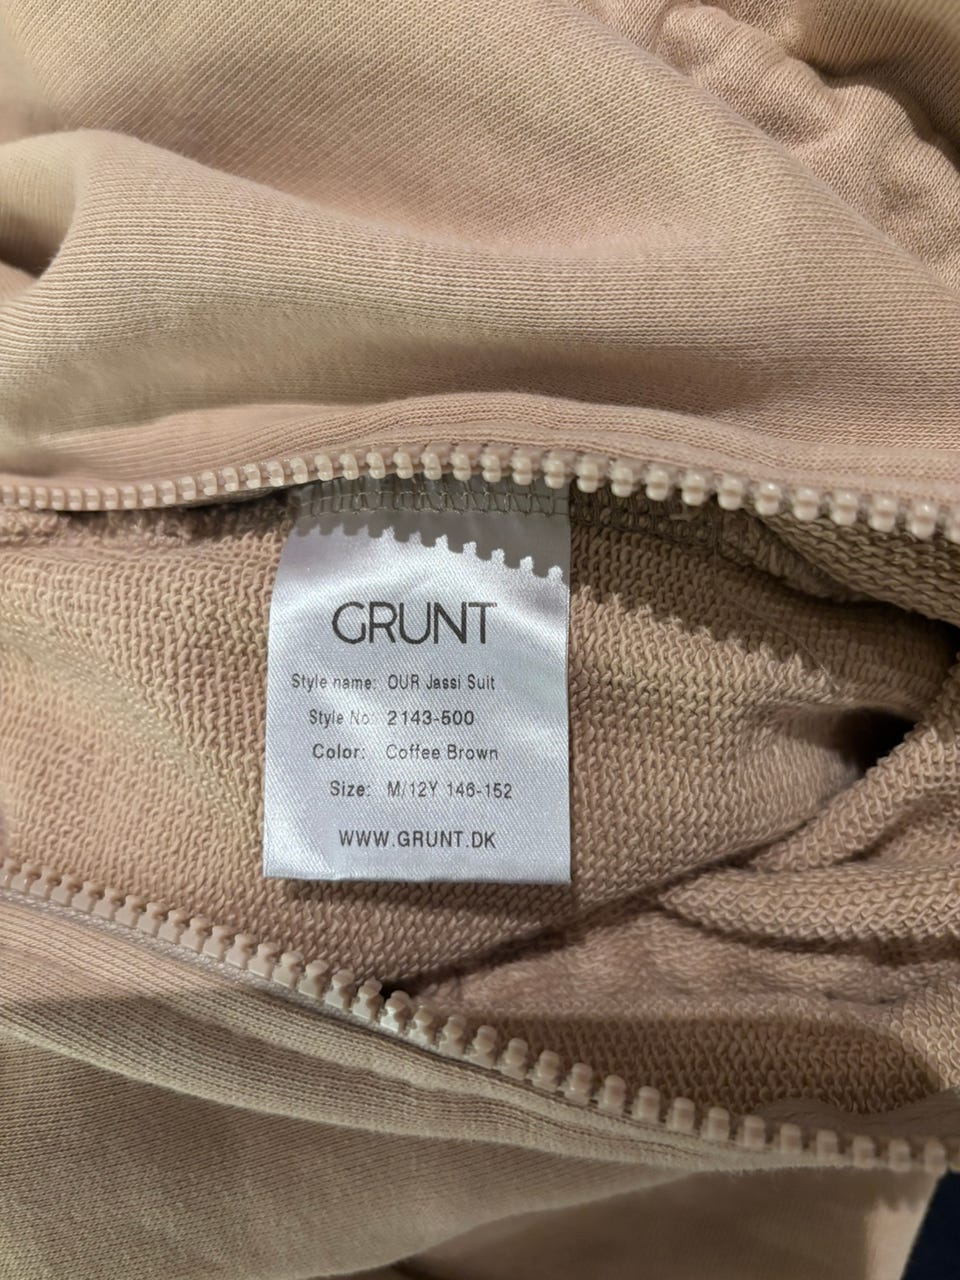 GRUNT
Style name: OUR Jassi Suit
Style No: 2143-500
Color: Coffee Brown
Size: M/12Y 146-152
WWW.GRUNT.DK